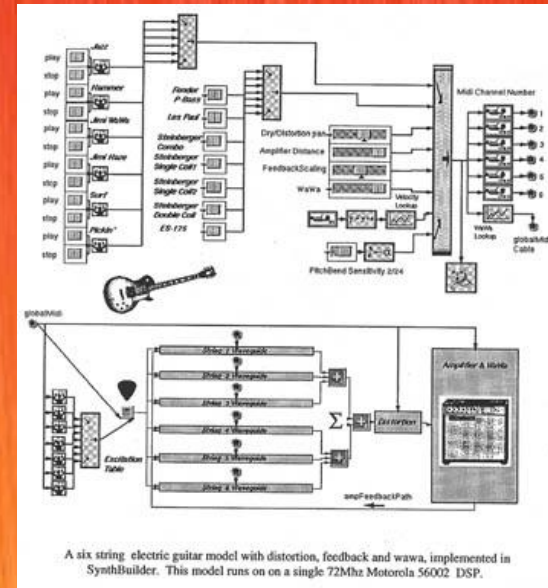 Jazz
play
stop
Hammer
play
stop
Jimi WaWa
play
stop
Jimi Haze
play
stop
Surf
play
stop
Pickin'
play
stop
Fender
P-Bass
Les Paul
Steinberger
Combo
Steinberger
Single Coil1
Steinberger
Single Coil2
Steinberger
Double Coil
ES-175
Dry/Distortion pan
Amplifier Distance
FeedbackScaling
WaWa
Velocity
Lookup
PitchBend Sensitivity 2/24
Midi Channel Number
1
2
3
4
5
6
WaWa
Lookup
globalMidi
Cable
globalMidi
Excitation
Table
String 1 Waveguide
String 2 Waveguide
String 3 Waveguide
String 4 Waveguide
String 5 Waveguide
String 6 Waveguide
Σ
Distortion
Amplifier & WaWa
ampFeedbackPath
A six string electric guitar model with distortion, feedback and wawa, implemented in
SynthBuilder. This model runs on on a single 72Mhz Motorola 56002 DSP.